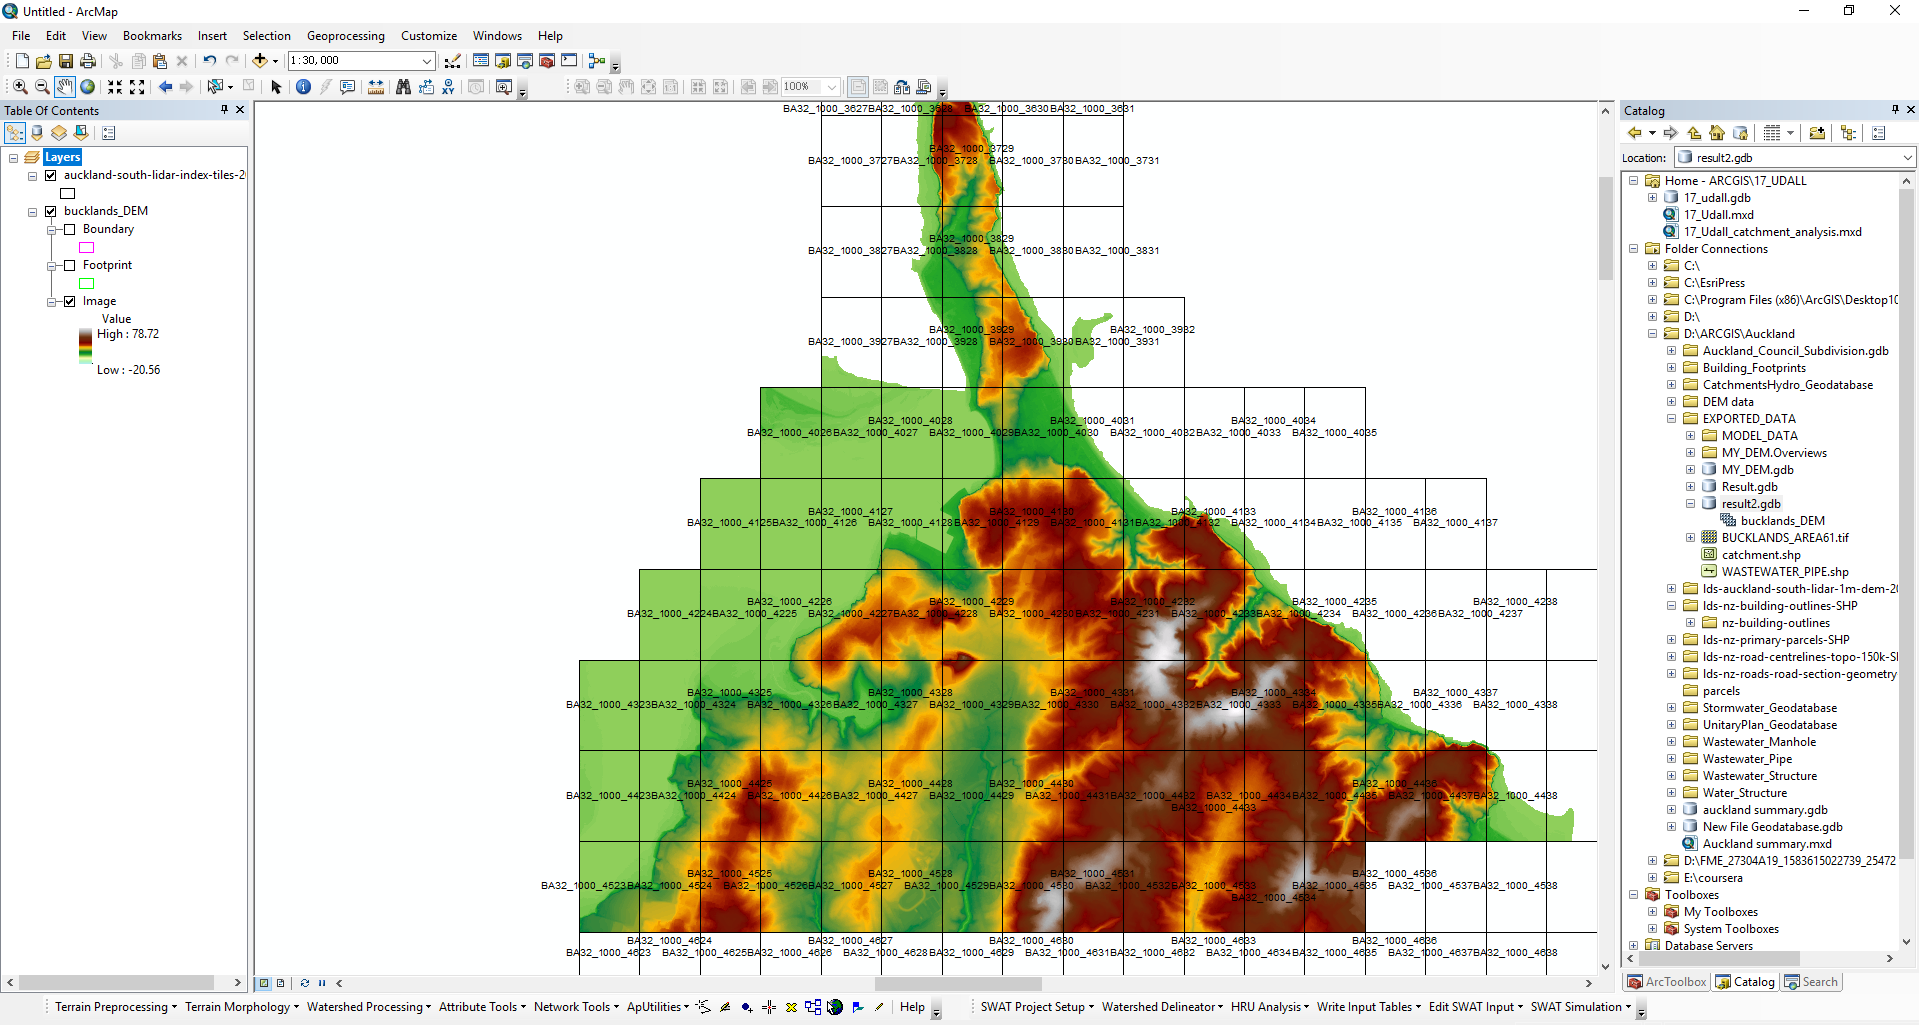 Untitled - ArcMap
File Edit View Bookmarks Insert Selection Geoprocessing Customize Windows Help
1:30,000
100%
Table Of Contents
Layers
auckland-south-lidar-index-tiles-2
bucklands_DEM
Boundary
Footprint
Image
Value
High : 78.72
Low : -20.56
BA32_1000_3627 BA32_1000_3628 BA32_1000_3630 BA32_1000_3631
BA32_1000_3729
BA32_1000_3727 BA32_1000_3728 BA32_1000_3730 BA32_1000_3731
BA32_1000_3829
BA32_1000_3827 BA32_1000_3828 BA32_1000_3830 BA32_1000_3831
BA32_1000_3929 BA32_1000_3932
BA32_1000_3927 BA32_1000_3928 BA32_1000_3930 BA32_1000_3931
BA32_1000_4028 BA32_1000_4031 BA32_1000_4034
BA32_1000_4026 BA32_1000_4027 BA32_1000_4029 BA32_1000_4030 BA32_1000_4032 BA32_1000_4033 BA32_1000_4035
BA32_1000_4127 BA32_1000_4130 BA32_1000_4133 BA32_1000_4136
BA32_1000_4125 BA32_1000_4126 BA32_1000_4128 BA32_1000_4129 BA32_1000_4131 BA32_1000_4132 BA32_1000_4134 BA32_1000_4135 BA32_1000_4137
BA32_1000_4226 BA32_1000_4229 BA32_1000_4232 BA32_1000_4235 BA32_1000_4238
BA32_1000_4224 BA32_1000_4225 BA32_1000_4227 BA32_1000_4228 BA32_1000_4230 BA32_1000_4231 BA32_1000_4233 BA32_1000_4234 BA32_1000_4236 BA32_1000_4237
BA32_1000_4325 BA32_1000_4328 BA32_1000_4331 BA32_1000_4334 BA32_1000_4337
BA32_1000_4323 BA32_1000_4324 BA32_1000_4326 BA32_1000_4327 BA32_1000_4329 BA32_1000_4330 BA32_1000_4332 BA32_1000_4333 BA32_1000_4335 BA32_1000_4336 BA32_1000_4338
BA32_1000_4425 BA32_1000_4428 BA32_1000_4430 BA32_1000_4436
BA32_1000_4423 BA32_1000_4424 BA32_1000_4426 BA32_1000_4427 BA32_1000_4429 BA32_1000_4431 BA32_1000_4432 BA32_1000_4434 BA32_1000_4435 BA32_1000_4437 BA32_1000_4438
BA32_1000_4433
BA32_1000_4525 BA32_1000_4528 BA32_1000_4531 BA32_1000_4536
BA32_1000_4523 BA32_1000_4524 BA32_1000_4526 BA32_1000_4527 BA32_1000_4529 BA32_1000_4530 BA32_1000_4532 BA32_1000_4533 BA32_1000_4535 BA32_1000_4537 BA32_1000_4538
BA32_1000_4534
BA32_1000_4624 BA32_1000_4627 BA32_1000_4630 BA32_1000_4633 BA32_1000_4636
BA32_1000_4623 BA32_1000_4625 BA32_1000_4626 BA32_1000_4628 BA32_1000_4629 BA32_1000_4631 BA32_1000_4632 BA32_1000_4634 BA32_1000_4635 BA32_1000_4637 BA32_1000_4638
Catalog
Location: result2.gdb
Home - ARCGIS\17_UDALL
17_udall.gdb
17_Udall.mxd
17_Udall_catchment_analysis.mxd
Folder Connections
C:\
C:\EsriPress
C:\Program Files (x86)\ArcGIS\Desktop10
D:\
D:\ARCGIS\Auckland
Auckland_Council_Subdivision.gdb
Building_Footprints
CatchmentsHydro_Geodatabase
DEM data
EXPORTED_DATA
MODEL_DATA
MY_DEM.Overviews
MY_DEM.gdb
Result.gdb
result2.gdb
bucklands_DEM
BUCKLANDS_AREA61.tif
catchment.shp
WASTEWATER_PIPE.shp
lds-auckland-south-lidar-1m-dem-20
lds-nz-building-outlines-SHP
nz-building-outlines
lds-nz-primary-parcels-SHP
lds-nz-road-centrelines-topo-150k-SH
lds-nz-roads-road-section-geometry
parcels
Stormwater_Geodatabase
UnitaryPlan_Geodatabase
Wastewater_Manhole
Wastewater_Pipe
Wastewater_Structure
Water_Structure
auckland summary.gdb
New File Geodatabase.gdb
Auckland summary.mxd
D:\FME_27304A19_1583615022739_25472
E:\coursera
Toolboxes
My Toolboxes
System Toolboxes
Database Servers
ArcToolbox Catalog Search
Terrain Preprocessing Terrain Morphology Watershed Processing Attribute Tools Network Tools ApUtilities Help SWAT Project Setup Watershed Delineator HRU Analysis Write Input Tables Edit SWAT Input SWAT Simulation